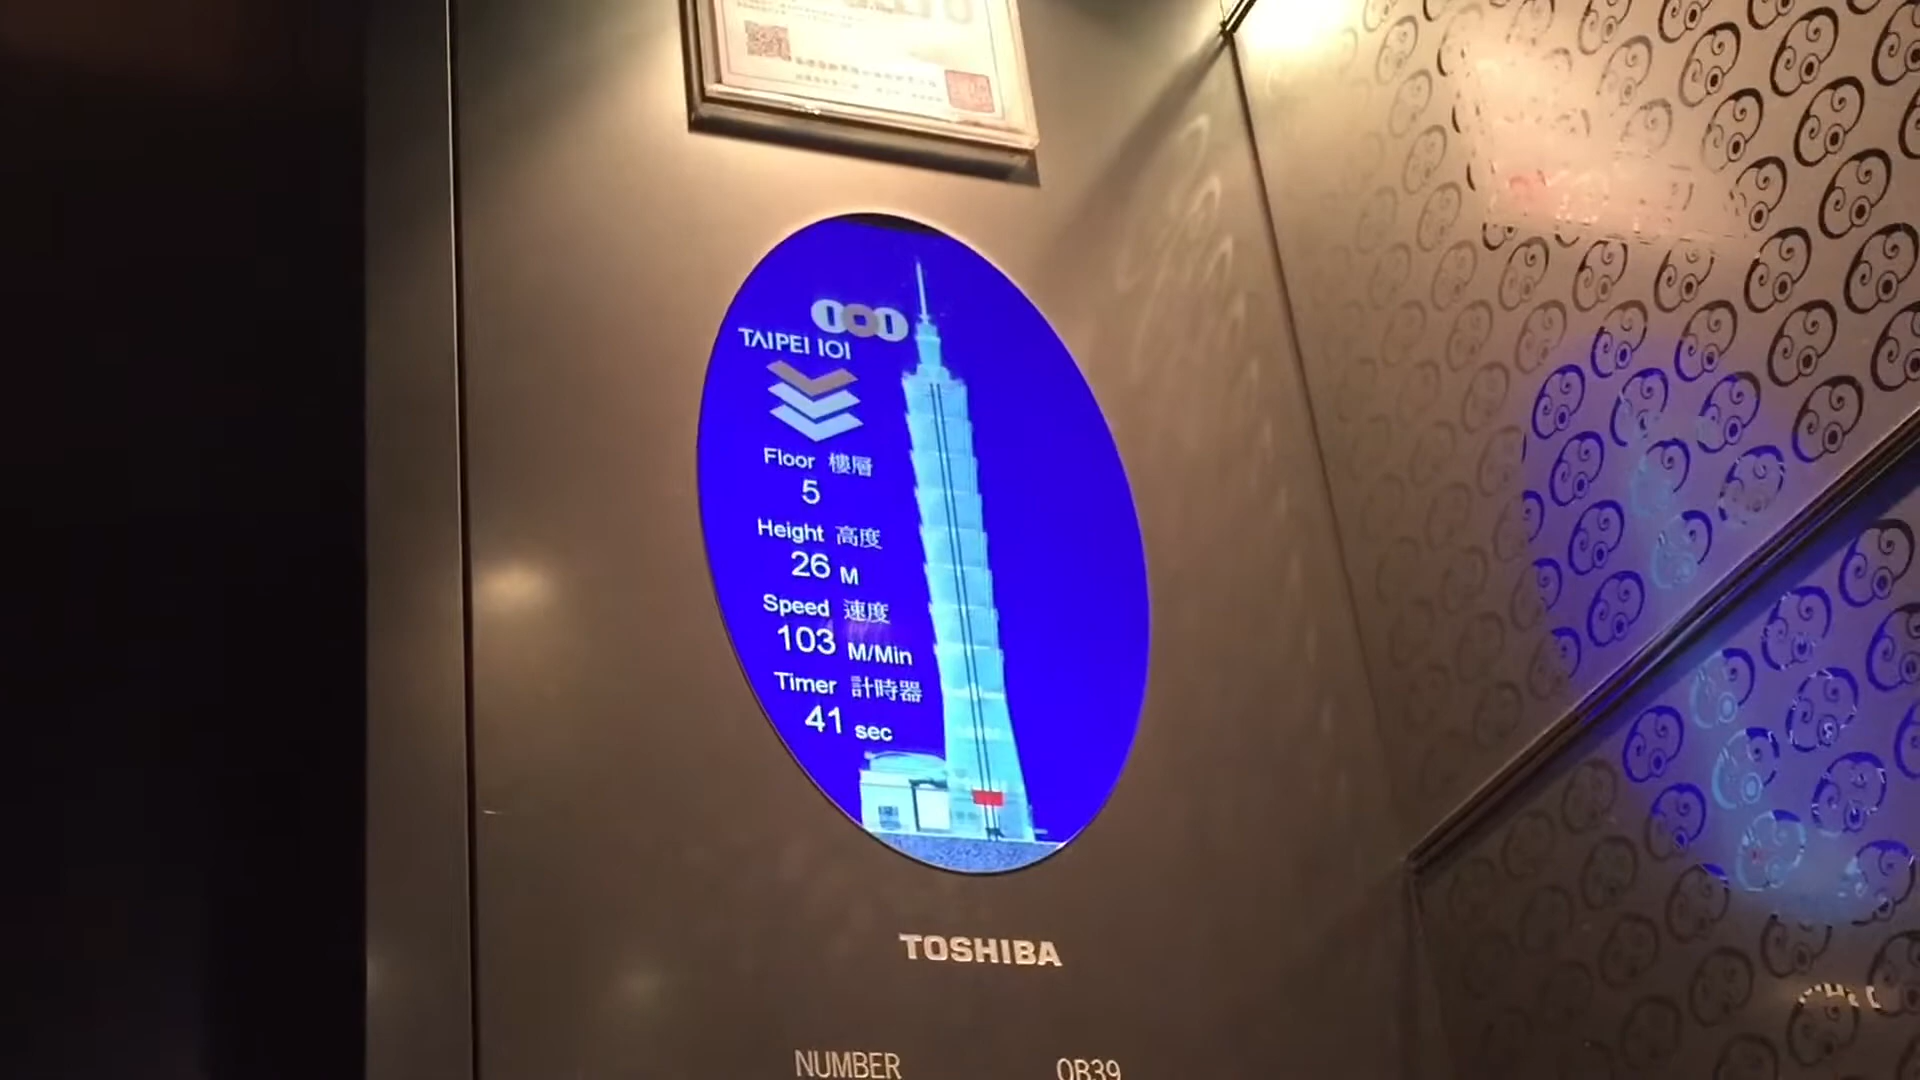 TAIPEI 101
Floor 樓層
5
Height 高度
26 M
Speed 速度
103 M/Min
Timer 計時器
41 sec
TOSHIBA
NUMBER OB39